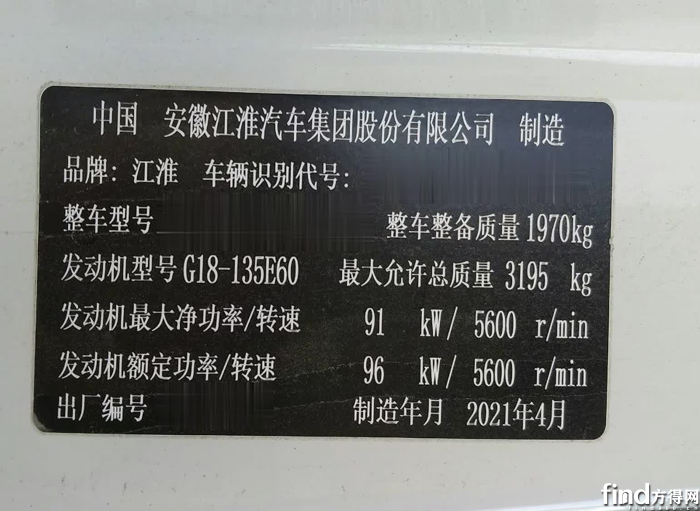 中国 安徽江淮汽车集团股份有限公司 制造
品牌: 江淮 车辆识别代号:
整车型号 整车整备质量 1970kg
发动机型号 G18-135E60 最大允许总质量 3195 kg
发动机最大净功率/转速 91 kW/ 5600 r/min
发动机额定功率/转速 96 kW/ 5600 r/min
出厂编号 制造年月 2021年4月
find方得网